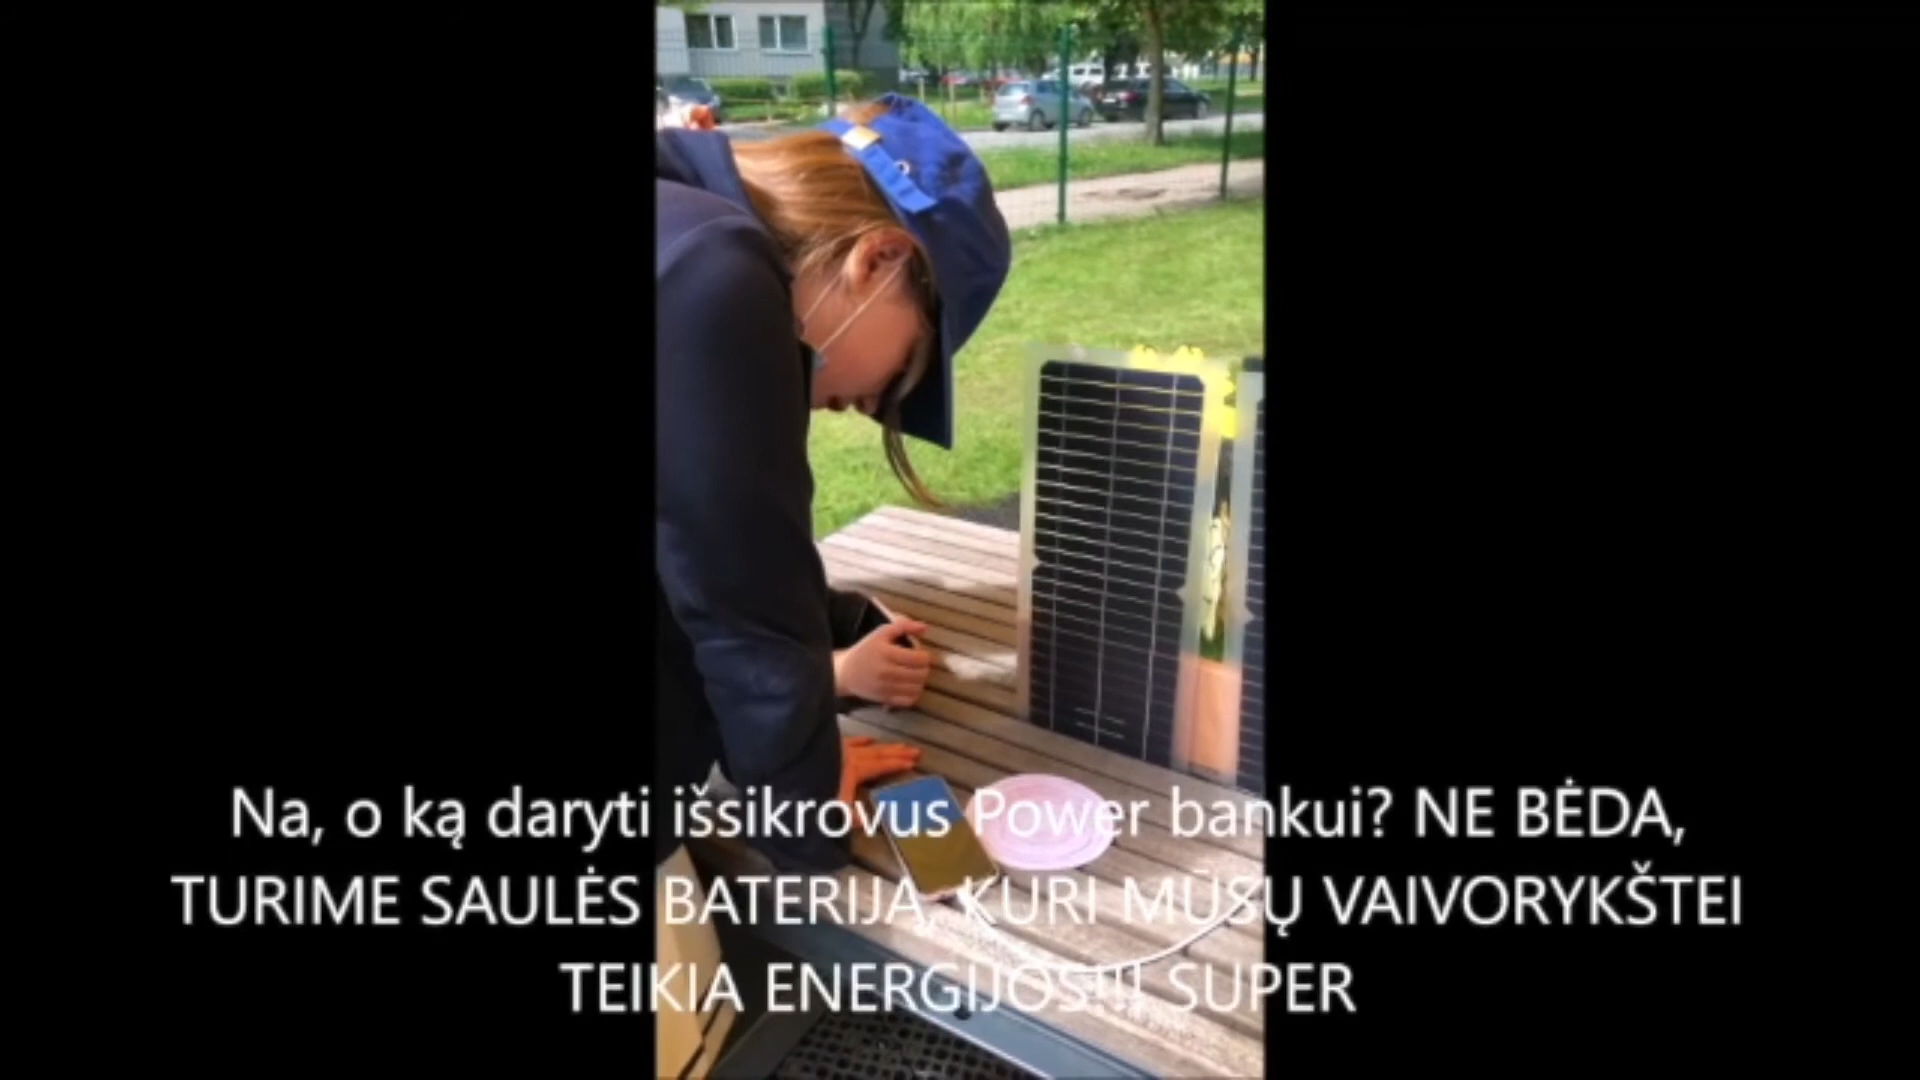 Na, o ką daryti išsikrovus Power bankui? NE BĖDA,
TURIME SAULĖS BATERIJĄ, KURI MŪSŲ VAIVORYKŠTEI
TEIKIA ENERGIJOS!!! SUPER